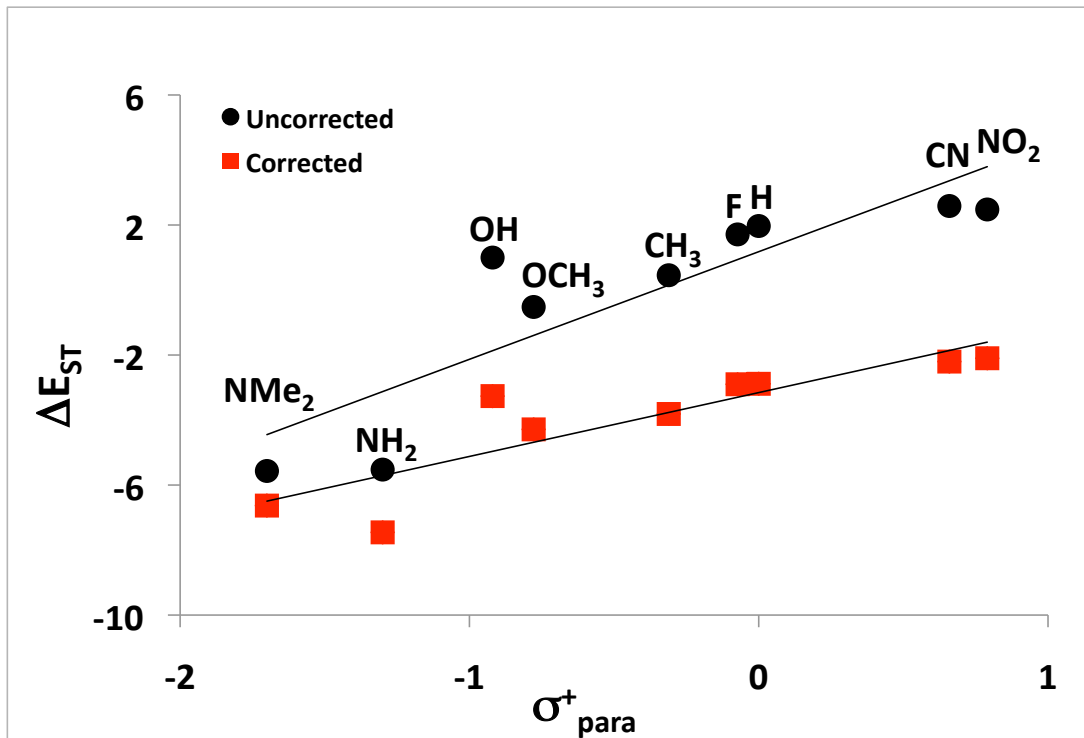 6
Uncorrected
Corrected
CN
NO₂
2
OH
F
H
CH₃
OCH₃
-2
ΔE_ST
NMe₂
NH₂
-6
-10
-2
-1
0
1
σ⁺para